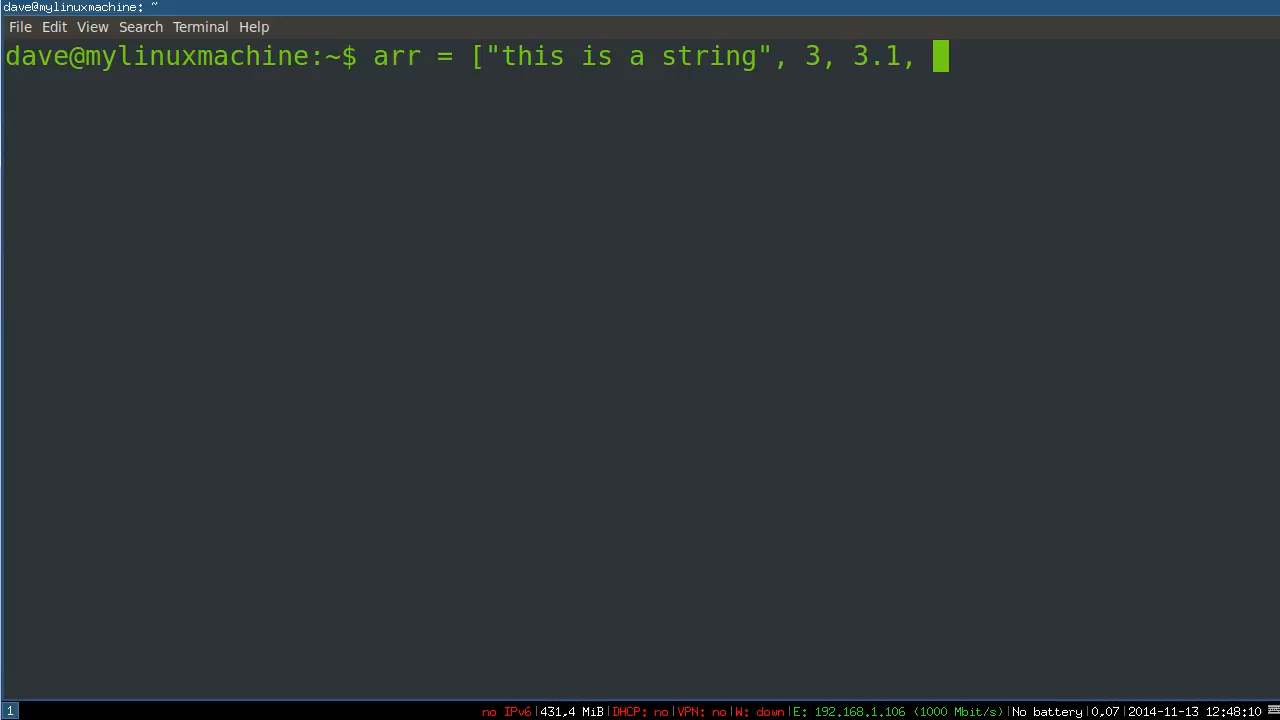 dave@mylinuxmachine: ~
File Edit View Search Terminal Help
dave@mylinuxmachine:~$ arr = ["this is a string", 3, 3.1,
1
no IPv6|431,4 MiB|DHCP: no|VPN: no|W: down|E: 192.168.1.106 (1000 Mbit/s)|No battery|0,07|2014-11-13 12:48:10